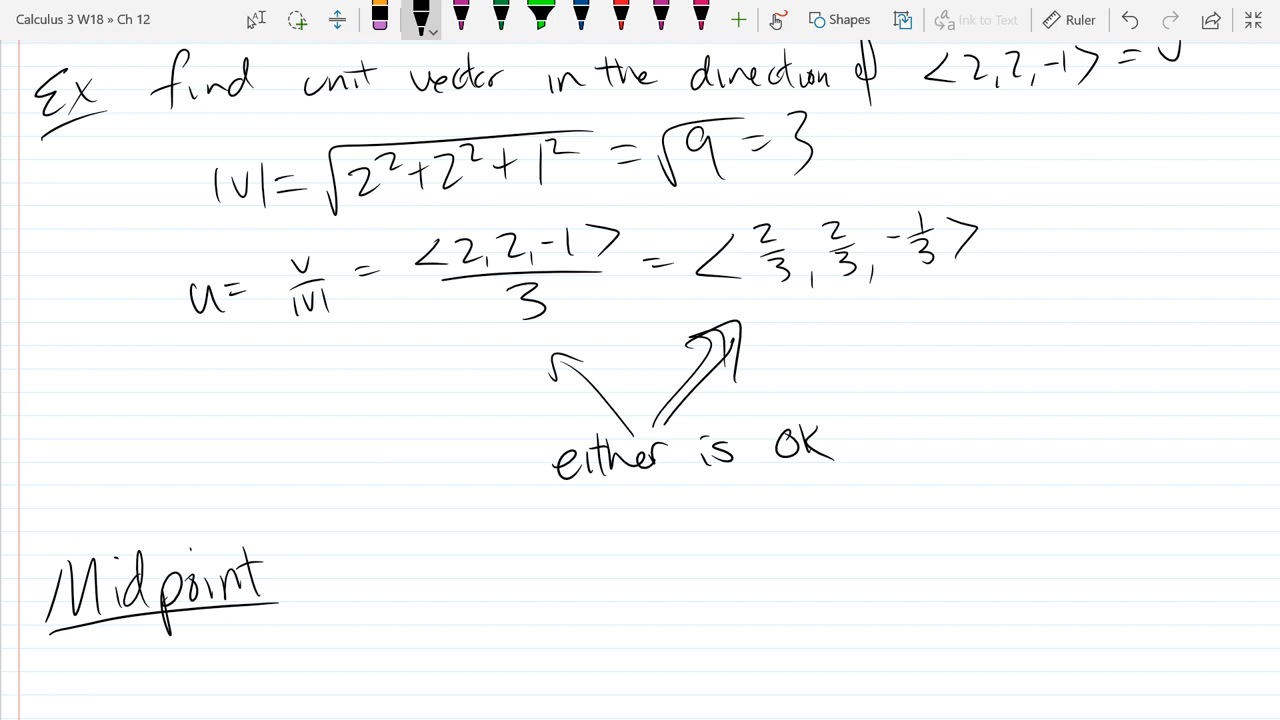 Calculus 3 W18 » Ch 12
Shapes
Ink to Text
Ruler
Ex find unit vector in the direction of <2, 2, -1> = v
|v| = √(2² + 2² + 1²) = √9 = 3
u = v/|v| = <2, 2, -1>/3 = <2/3, 2/3, -1/3>
either is OK
Midpoint